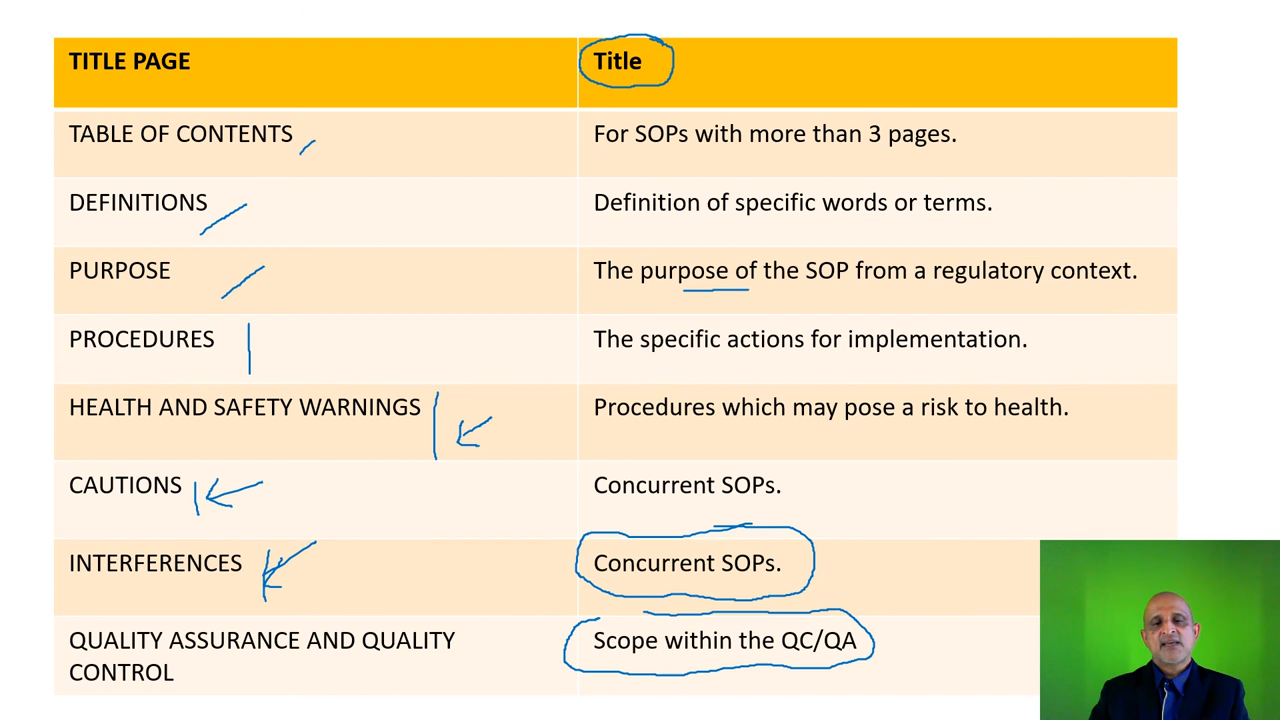 TITLE PAGE
Title
TABLE OF CONTENTS
For SOPs with more than 3 pages.
DEFINITIONS
Definition of specific words or terms.
PURPOSE
The purpose of the SOP from a regulatory context.
PROCEDURES
The specific actions for implementation.
HEALTH AND SAFETY WARNINGS
Procedures which may pose a risk to health.
CAUTIONS
Concurrent SOPs.
INTERFERENCES
Concurrent SOPs.
QUALITY ASSURANCE AND QUALITY
CONTROL
Scope within the QC/QA